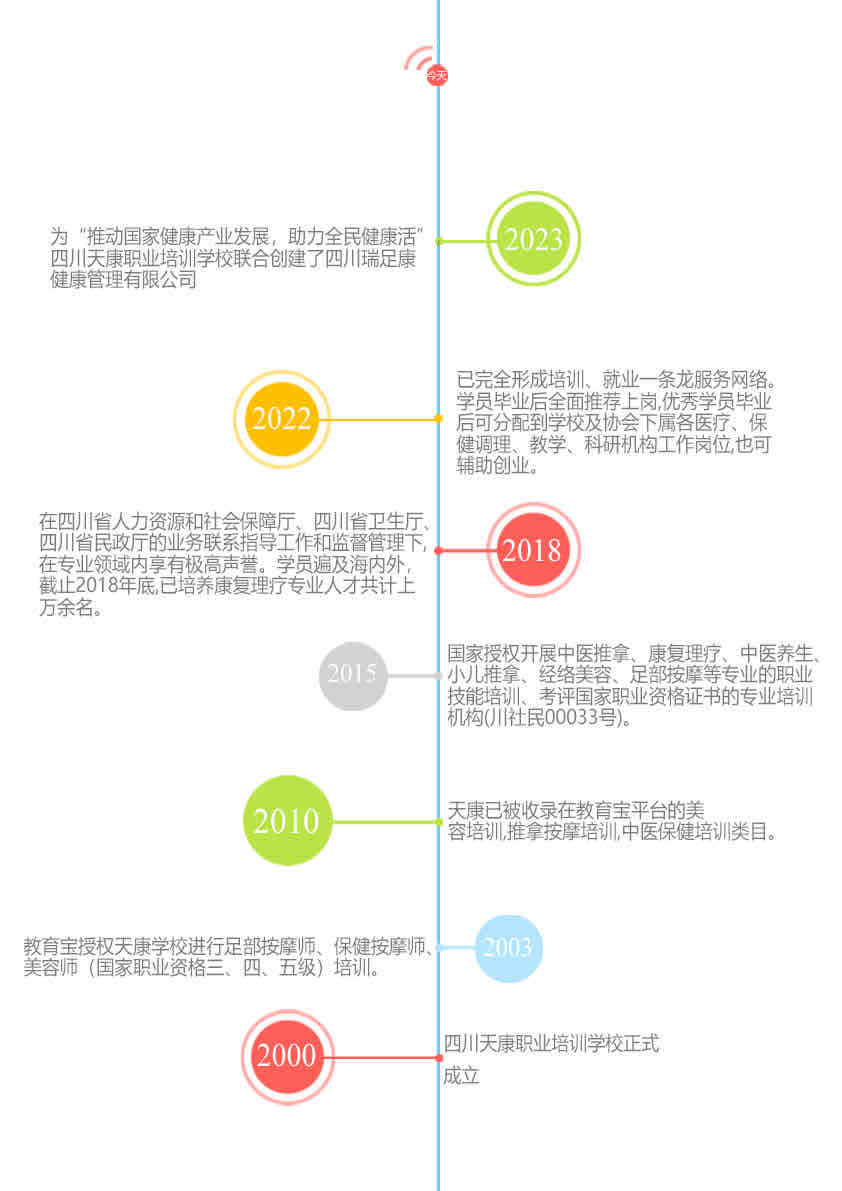 今天
2023
为“推动国家健康产业发展，助力全民健康活”
四川天康职业培训学校联合创建了四川瑞足康
健康管理有限公司
2022
已完全形成培训、就业一条龙服务网络。
学员毕业后全面推荐上岗,优秀学员毕业
后可分配到学校及协会下属各医疗、保
健调理、教学、科研机构工作岗位,也可
辅助创业。
2018
在四川省人力资源和社会保障厅、四川省卫生厅、
四川省民政厅的业务联系指导工作和监督管理下,
在专业领域内享有极高声誉。学员遍及海内外，
截止2018年底,已培养康复理疗专业人才共计上
万余名。
2015
国家授权开展中医推拿、康复理疗、中医养生、
小儿推拿、经络美容、足部按摩等专业的职业
技能培训、考评国家职业资格证书的专业培训
机构(川社民00033号)。
2010
天康已被收录在教育宝平台的美
容培训,推拿按摩培训,中医保健培训类目。
2003
教育宝授权天康学校进行足部按摩师、保健按摩师、
美容师（国家职业资格三、四、五级）培训。
2000
四川天康职业培训学校正式
成立